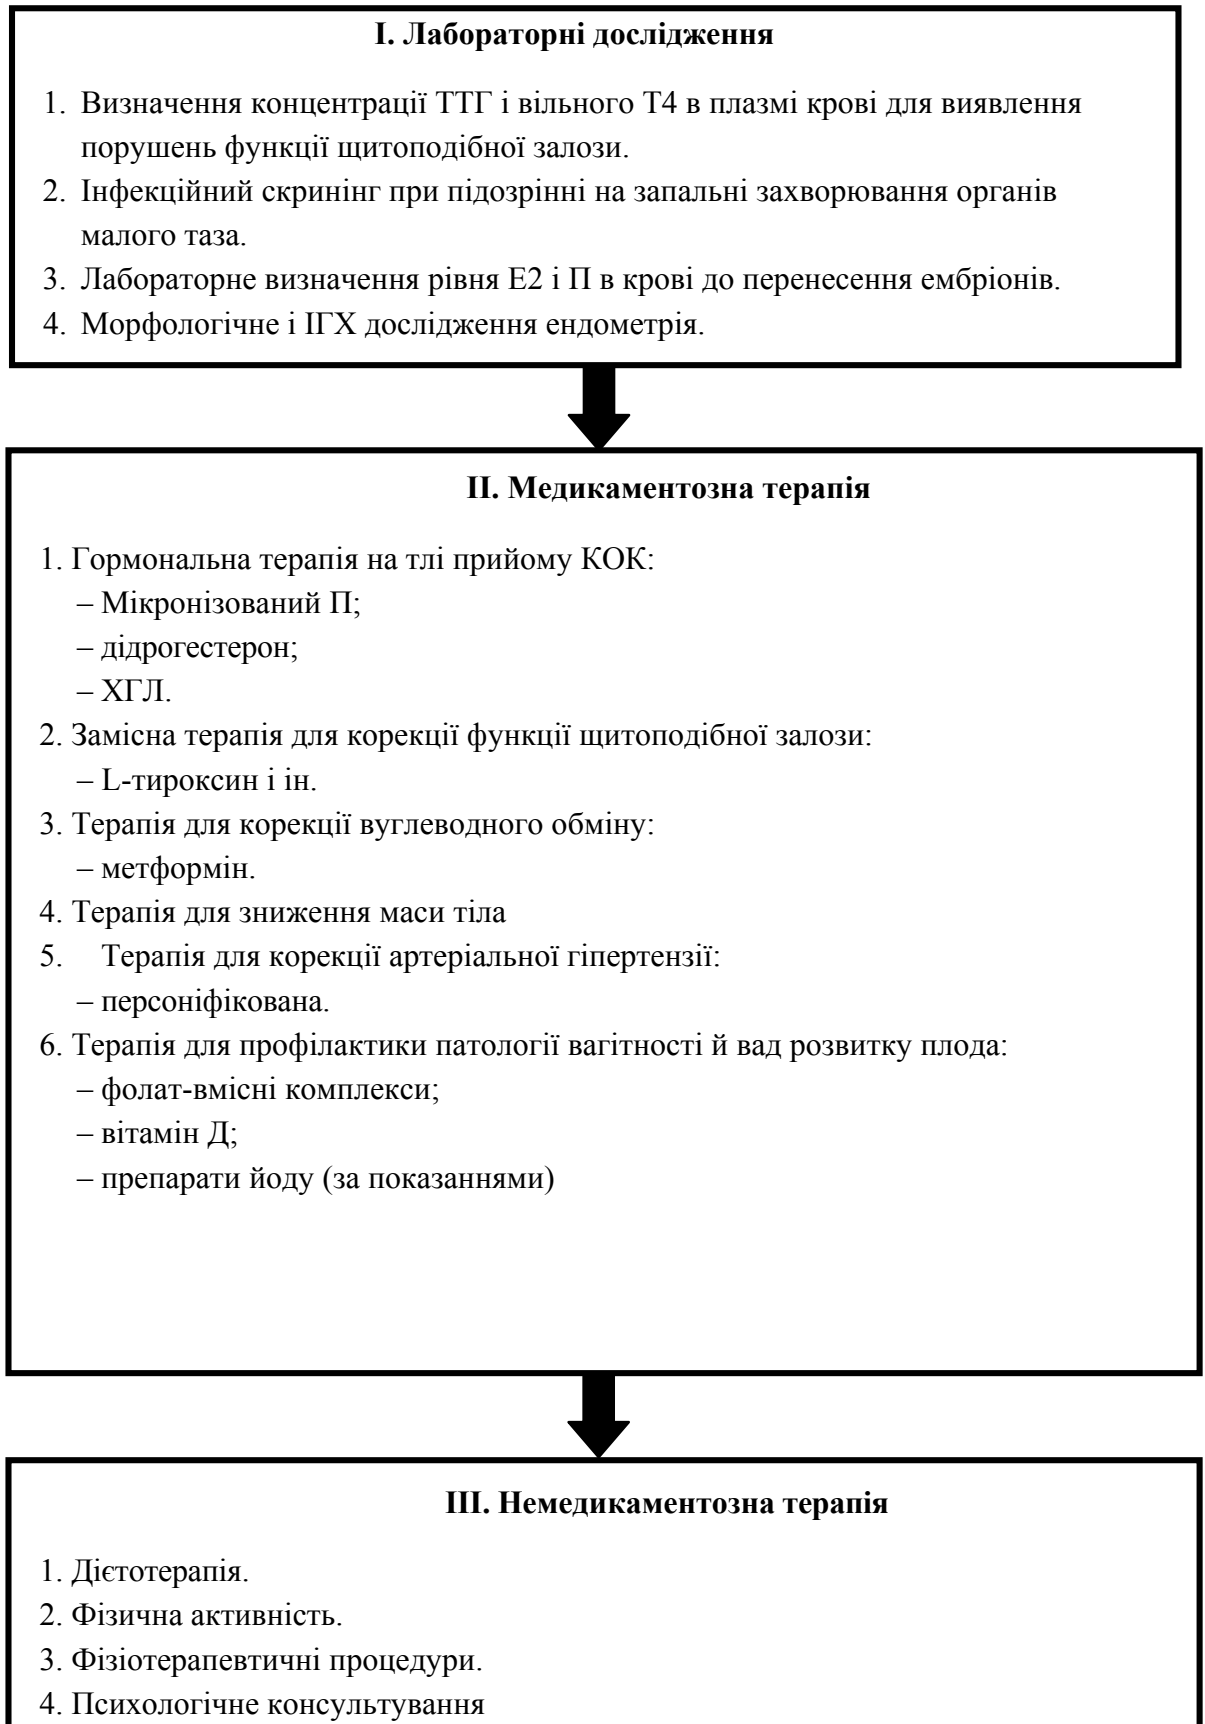 I. Лабораторні дослідження
1. Визначення концентрації ТТГ і вільного Т4 в плазмі крові для виявлення
порушень функції щитоподібної залози.
2. Інфекційний скринінг при підозрінні на запальні захворювання органів
малого таза.
3. Лабораторне визначення рівня Е2 і П в крові до перенесення ембріонів.
4. Морфологічне і ІГХ дослідження ендометрія.
II. Медикаментозна терапія
1. Гормональна терапія на тлі прийому КОК:
– Мікронізований П;
– дідрогестерон;
– ХГЛ.
2. Замісна терапія для корекції функції щитоподібної залози:
– L-тироксин і ін.
3. Терапія для корекції вуглеводного обміну:
– метформін.
4. Терапія для зниження маси тіла
5. Терапія для корекції артеріальної гіпертензії:
– персоніфікована.
6. Терапія для профілактики патології вагітності й вад розвитку плода:
– фолат-вмісні комплекси;
– вітамін Д;
– препарати йоду (за показаннями)
III. Немедикаментозна терапія
1. Дієтотерапія.
2. Фізична активність.
3. Фізіотерапевтичні процедури.
4. Психологічне консультування